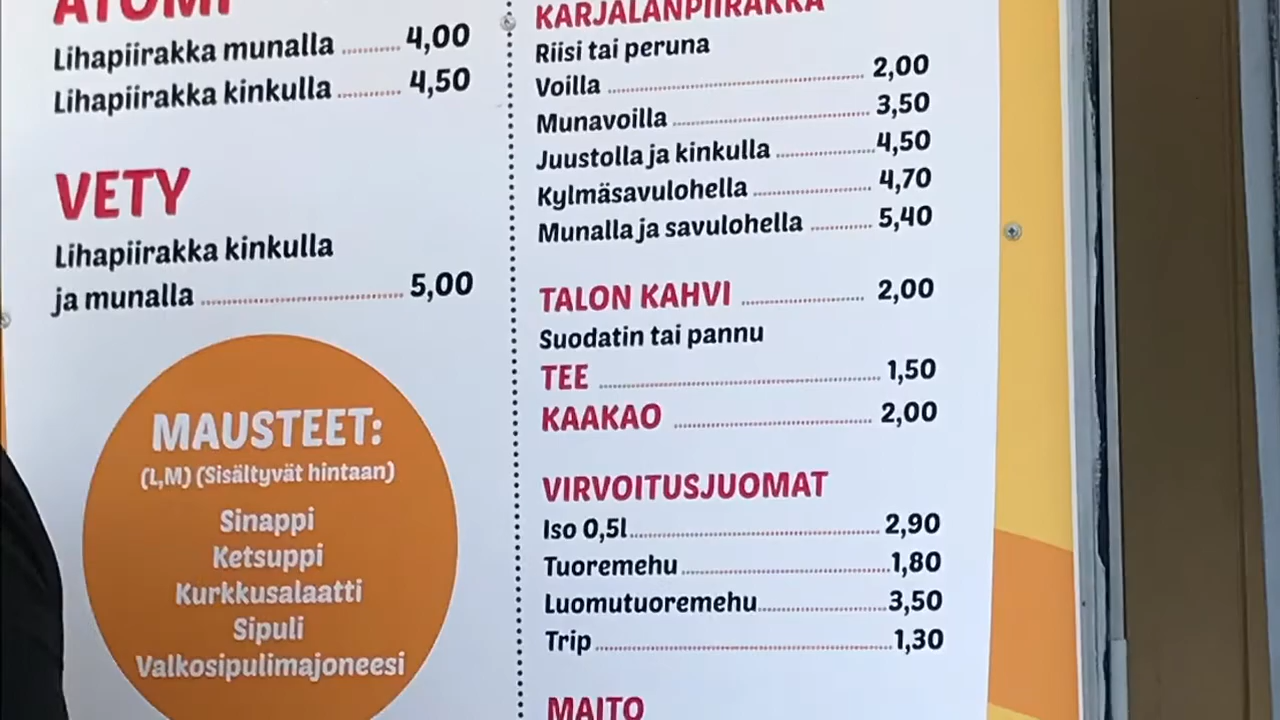 ATOMI
Lihapiirakka munalla 4,00
Lihapiirakka kinkulla 4,50
VETY
Lihapiirakka kinkulla
ja munalla 5,00
MAUSTEET:
(L,M) (Sisältyvät hintaan)
Sinappi
Ketsuppi
Kurkkusalaatti
Sipuli
Valkosipulimajoneesi
KARJALANPIIRAKKA
Riisi tai peruna
Voilla 2,00
Munavoilla 3,50
Juustolla ja kinkulla 4,50
Kylmäsavulohella 4,70
Munalla ja savulohella 5,40
TALON KAHVI 2,00
Suodatin tai pannu
TEE 1,50
KAAKAO 2,00
VIRVOITUSJUOMAT
Iso 0,5l 2,90
Tuoremehu 1,80
Luomutuoremehu 3,50
Trip 1,30
MAITO